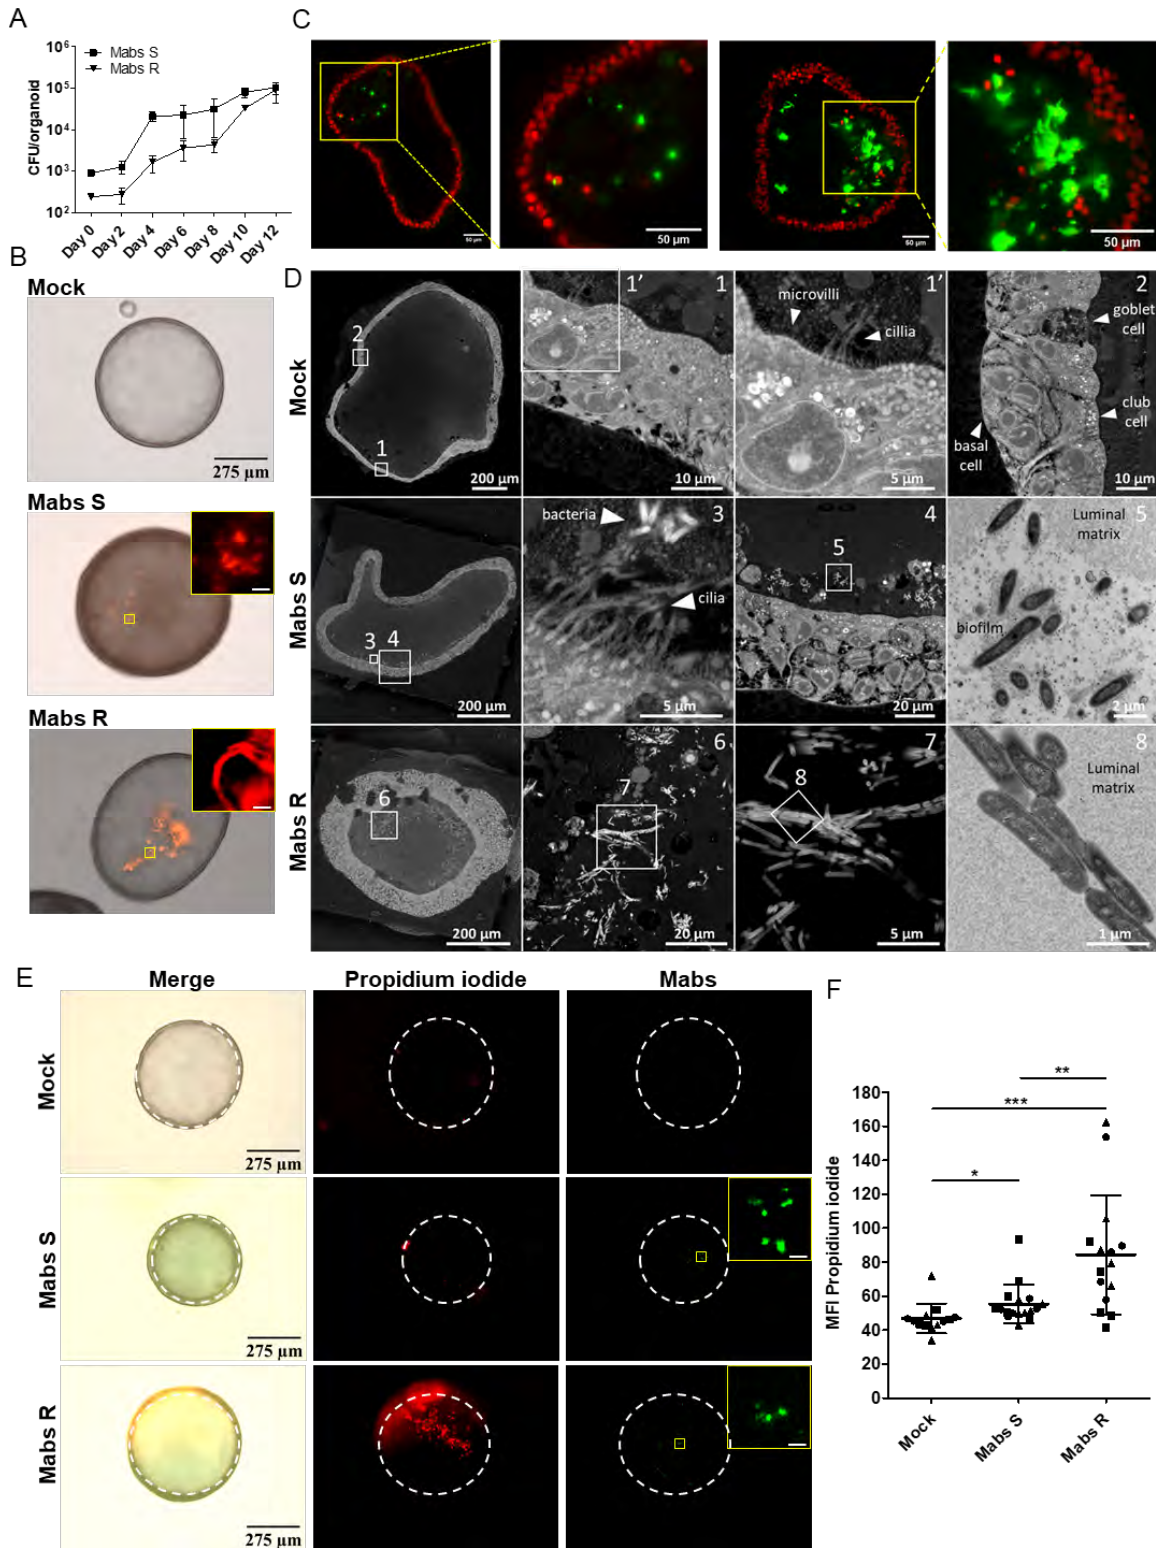 A
10⁶
10⁵
10⁴
10³
10²
CFU/organoid
Mabs S
Mabs R
Day 0
Day 2
Day 4
Day 6
Day 8
Day 10
Day 12
B
Mock
275 µm
Mabs S
Mabs R
C
50 µm
50 µm
50 µm
50 µm
D
Mock
2
1
200 µm
1'
1
10 µm
microvilli
1'
cillia
5 µm
2
goblet
cell
club
cell
basal
cell
10 µm
Mabs S
3
4
200 µm
bacteria
3
cilia
5 µm
4
5
20 µm
Luminal
matrix
5
biofilm
2 µm
Mabs R
6
200 µm
6
7
20 µm
7
8
5 µm
8
Luminal
matrix
1 µm
E
Merge
Propidium iodide
Mabs
Mock
275 µm
Mabs S
275 µm
Mabs R
275 µm
F
**
***
*
MFI Propidium iodide
180
160
140
120
100
80
60
40
20
0
Mock
Mabs S
Mabs R